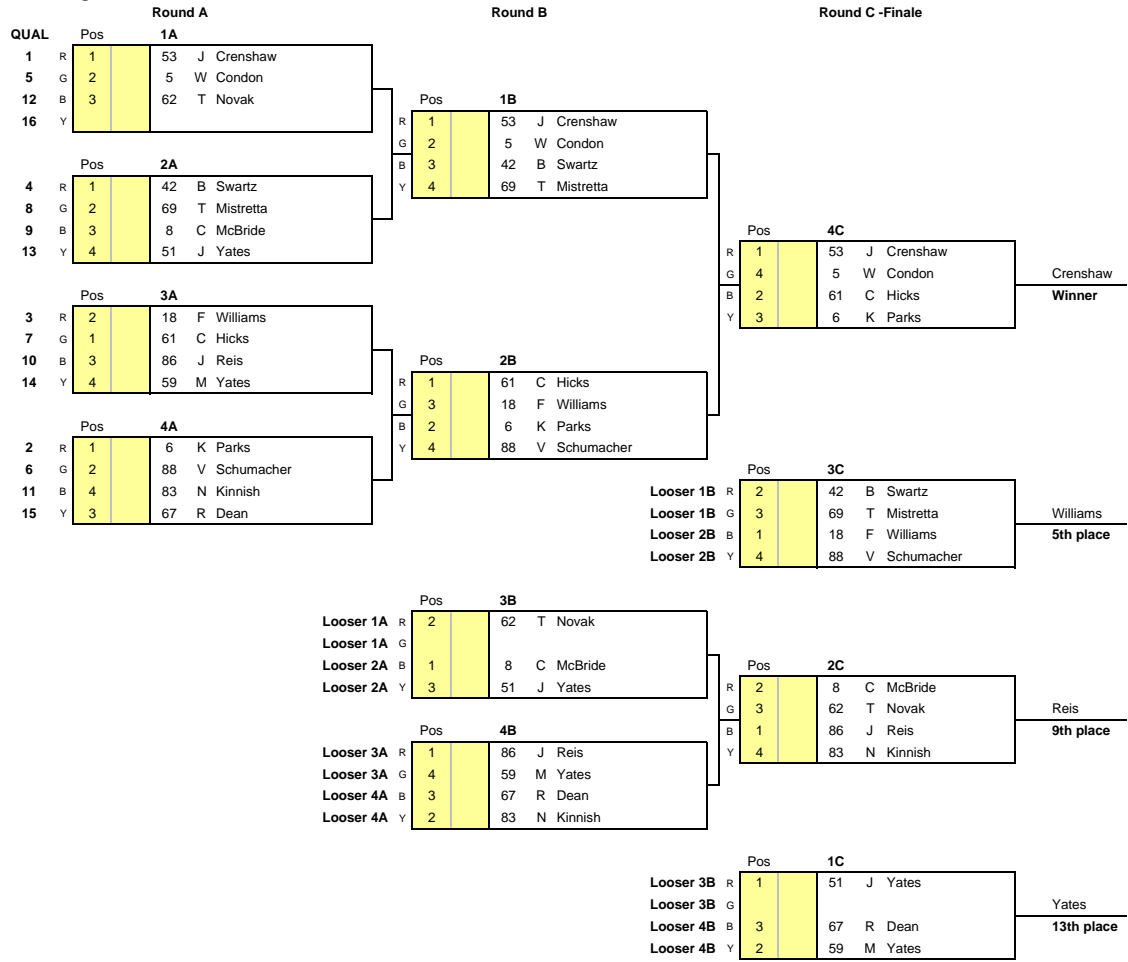 Round A Round B Round C -Finale
QUAL Pos 1A
1 R 1 53 J Crenshaw
5 G 2 5 W Condon
12 B 3 62 T Novak
16 Y
Pos 2A
4 R 1 42 B Swartz
8 G 2 69 T Mistretta
9 B 3 8 C McBride
13 Y 4 51 J Yates
Pos 3A
3 R 2 18 F Williams
7 G 1 61 C Hicks
10 B 3 86 J Reis
14 Y 4 59 M Yates
Pos 4A
2 R 1 6 K Parks
6 G 2 88 V Schumacher
11 B 4 83 N Kinnish
15 Y 3 67 R Dean
Pos 1B
R 1 53 J Crenshaw
G 2 5 W Condon
B 3 42 B Swartz
Y 4 69 T Mistretta
Pos 2B
R 1 61 C Hicks
G 3 18 F Williams
B 2 6 K Parks
Y 4 88 V Schumacher
Pos 3B
Looser 1A R 2 62 T Novak
Looser 1A G
Looser 2A B 1 8 C McBride
Looser 2A Y 3 51 J Yates
Pos 4B
Looser 3A R 1 86 J Reis
Looser 3A G 4 59 M Yates
Looser 4A B 3 67 R Dean
Looser 4A Y 2 83 N Kinnish
Pos 4C
R 1 53 J Crenshaw
G 4 5 W Condon Crenshaw
B 2 61 C Hicks Winner
Y 3 6 K Parks
Pos 3C
Looser 1B R 2 42 B Swartz
Looser 1B G 3 69 T Mistretta Williams
Looser 2B B 1 18 F Williams 5th place
Looser 2B Y 4 88 V Schumacher
Pos 2C
R 2 8 C McBride
G 3 62 T Novak Reis
B 1 86 J Reis 9th place
Y 4 83 N Kinnish
Pos 1C
Looser 3B R 1 51 J Yates
Looser 3B G Yates
Looser 4B B 3 67 R Dean 13th place
Looser 4B Y 2 59 M Yates